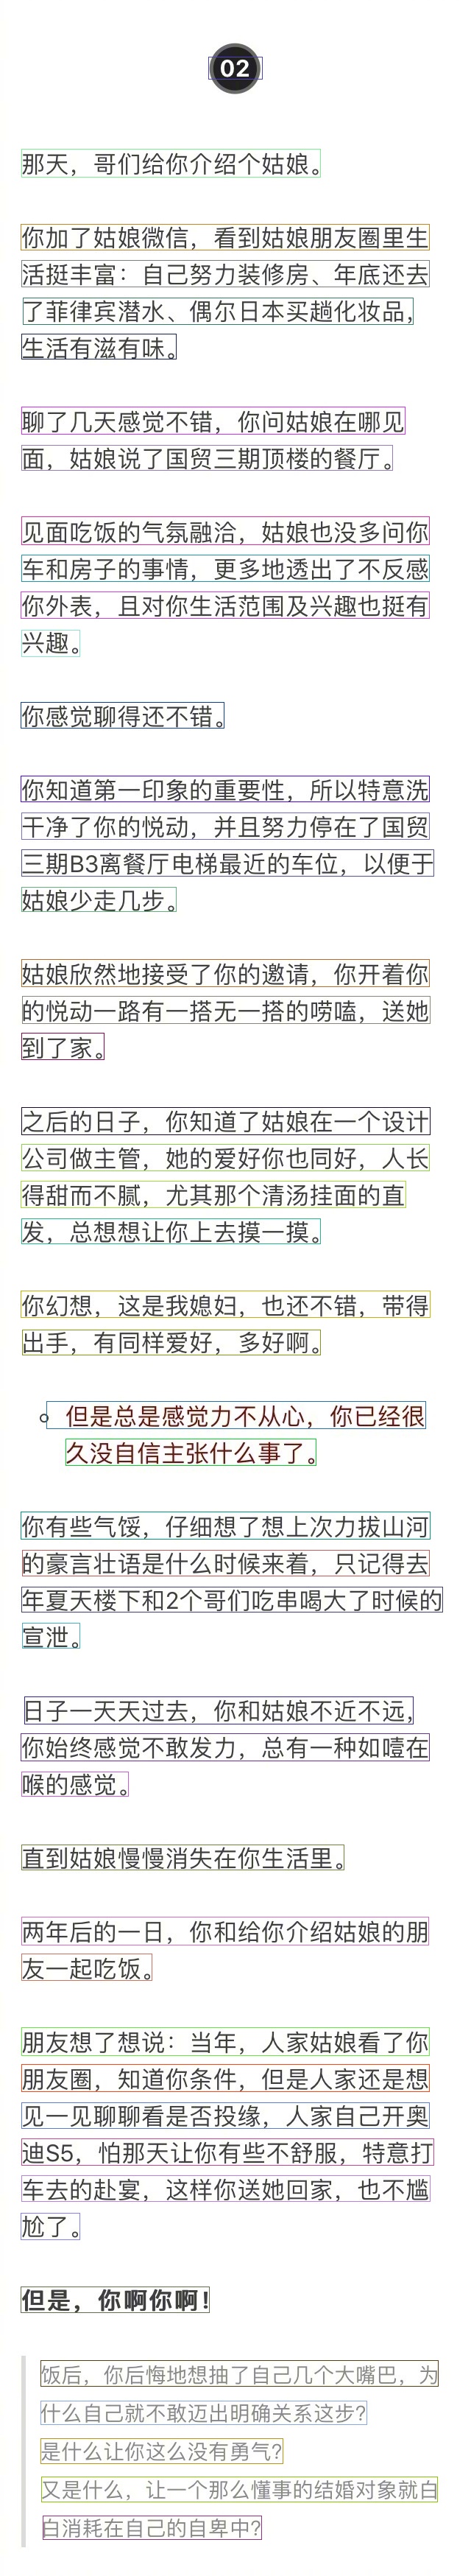 02
那天，哥们给你介绍个姑娘。
你加了姑娘微信，看到姑娘朋友圈里生
活挺丰富：自己努力装修房、年底还去
了菲律宾潜水、偶尔日本买趟化妆品，
生活有滋有味。
聊了几天感觉不错，你问姑娘在哪见
面，姑娘说了国贸三期顶楼的餐厅。
见面吃饭的气氛融洽，姑娘也没多问你
车和房子的事情，更多地透出了不反感
你外表，且对你生活范围及兴趣也挺有
兴趣。
你感觉聊得还不错。
你知道第一印象的重要性，所以特意洗
干净了你的悦动，并且努力停在了国贸
三期B3离餐厅电梯最近的车位，以便于
姑娘少走几步。
姑娘欣然地接受了你的邀请，你开着你
的悦动一路有一搭无一搭的唠嗑，送她
到了家。
之后的日子，你知道了姑娘在一个设计
公司做主管，她的爱好你也同好，人长
得甜而不腻，尤其那个清汤挂面的直
发，总想想让你上去摸一摸。
你幻想，这是我媳妇，也还不错，带得
出手，有同样爱好，多好啊。
但是总是感觉力不从心，你已经很
久没自信主张什么事了。
你有些气馁，仔细想了想上次力拔山河
的豪言壮语是什么时候来着，只记得去
年夏天楼下和2个哥们吃串喝大了时候的
宣泄。
日子一天天过去，你和姑娘不近不远，
你始终感觉不敢发力，总有一种如噎在
喉的感觉。
直到姑娘慢慢消失在你生活里。
两年后的一日，你和给你介绍姑娘的朋
友一起吃饭。
朋友想了想说：当年，人家姑娘看了你
朋友圈，知道你条件，但是人家还是想
见一见聊聊看是否投缘，人家自己开奥
迪S5，怕那天让你有些不舒服，特意打
车去的赴宴，这样你送她回家，也不尴
尬了。
但是，你啊你啊！
饭后，你后悔地想抽了自己几个大嘴巴，为
什么自己就不敢迈出明确关系这步？
是什么让你这么没有勇气？
又是什么，让一个那么懂事的结婚对象就白
白消耗在自己的自卑中？